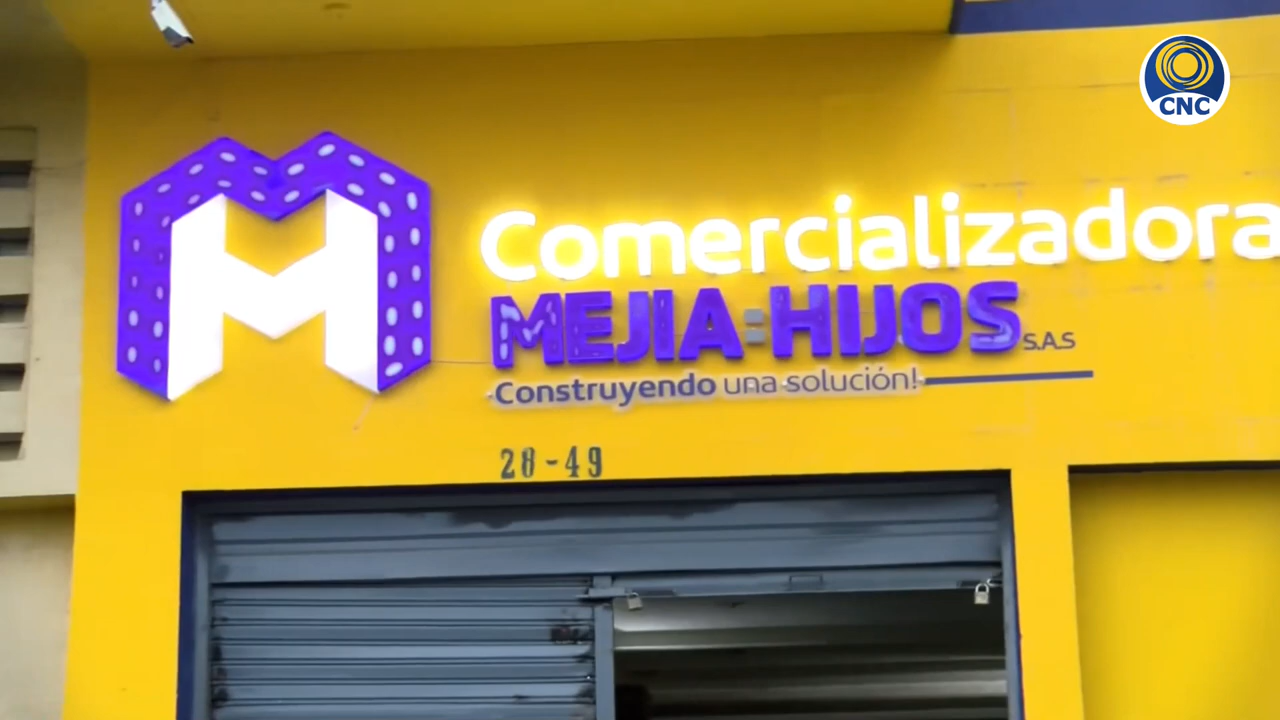 CNC
Comercializadora
MEJIA:HIJOS S.A.S
Construyendo una solución!
28-49